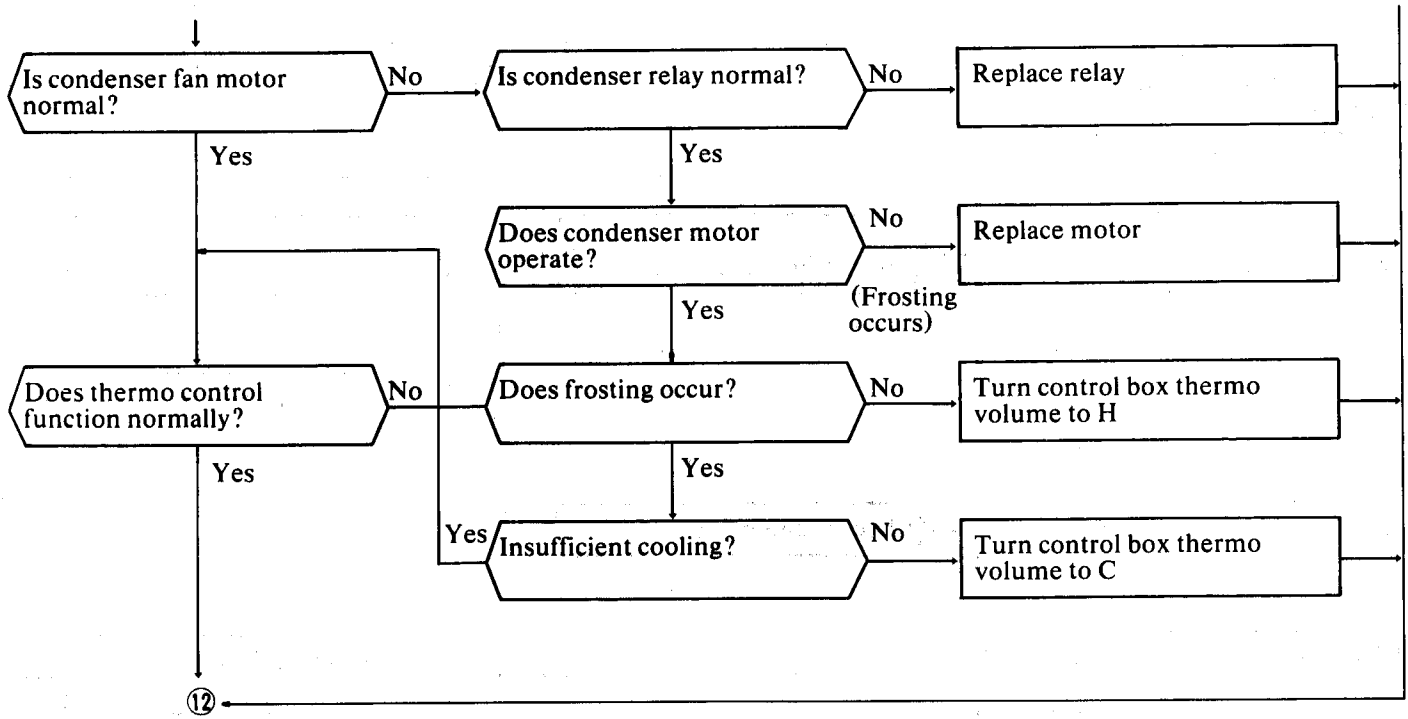 Is condenser fan motor
normal?
No
Is condenser relay normal?
No
Replace relay
Yes
Yes
Does condenser motor
operate?
No
Replace motor
(Frosting
occurs)
Yes
Does thermo control
function normally?
No
Does frosting occur?
No
Turn control box thermo
volume to H
Yes
Yes
Yes
Insufficient cooling?
No
Turn control box thermo
volume to C
⑫